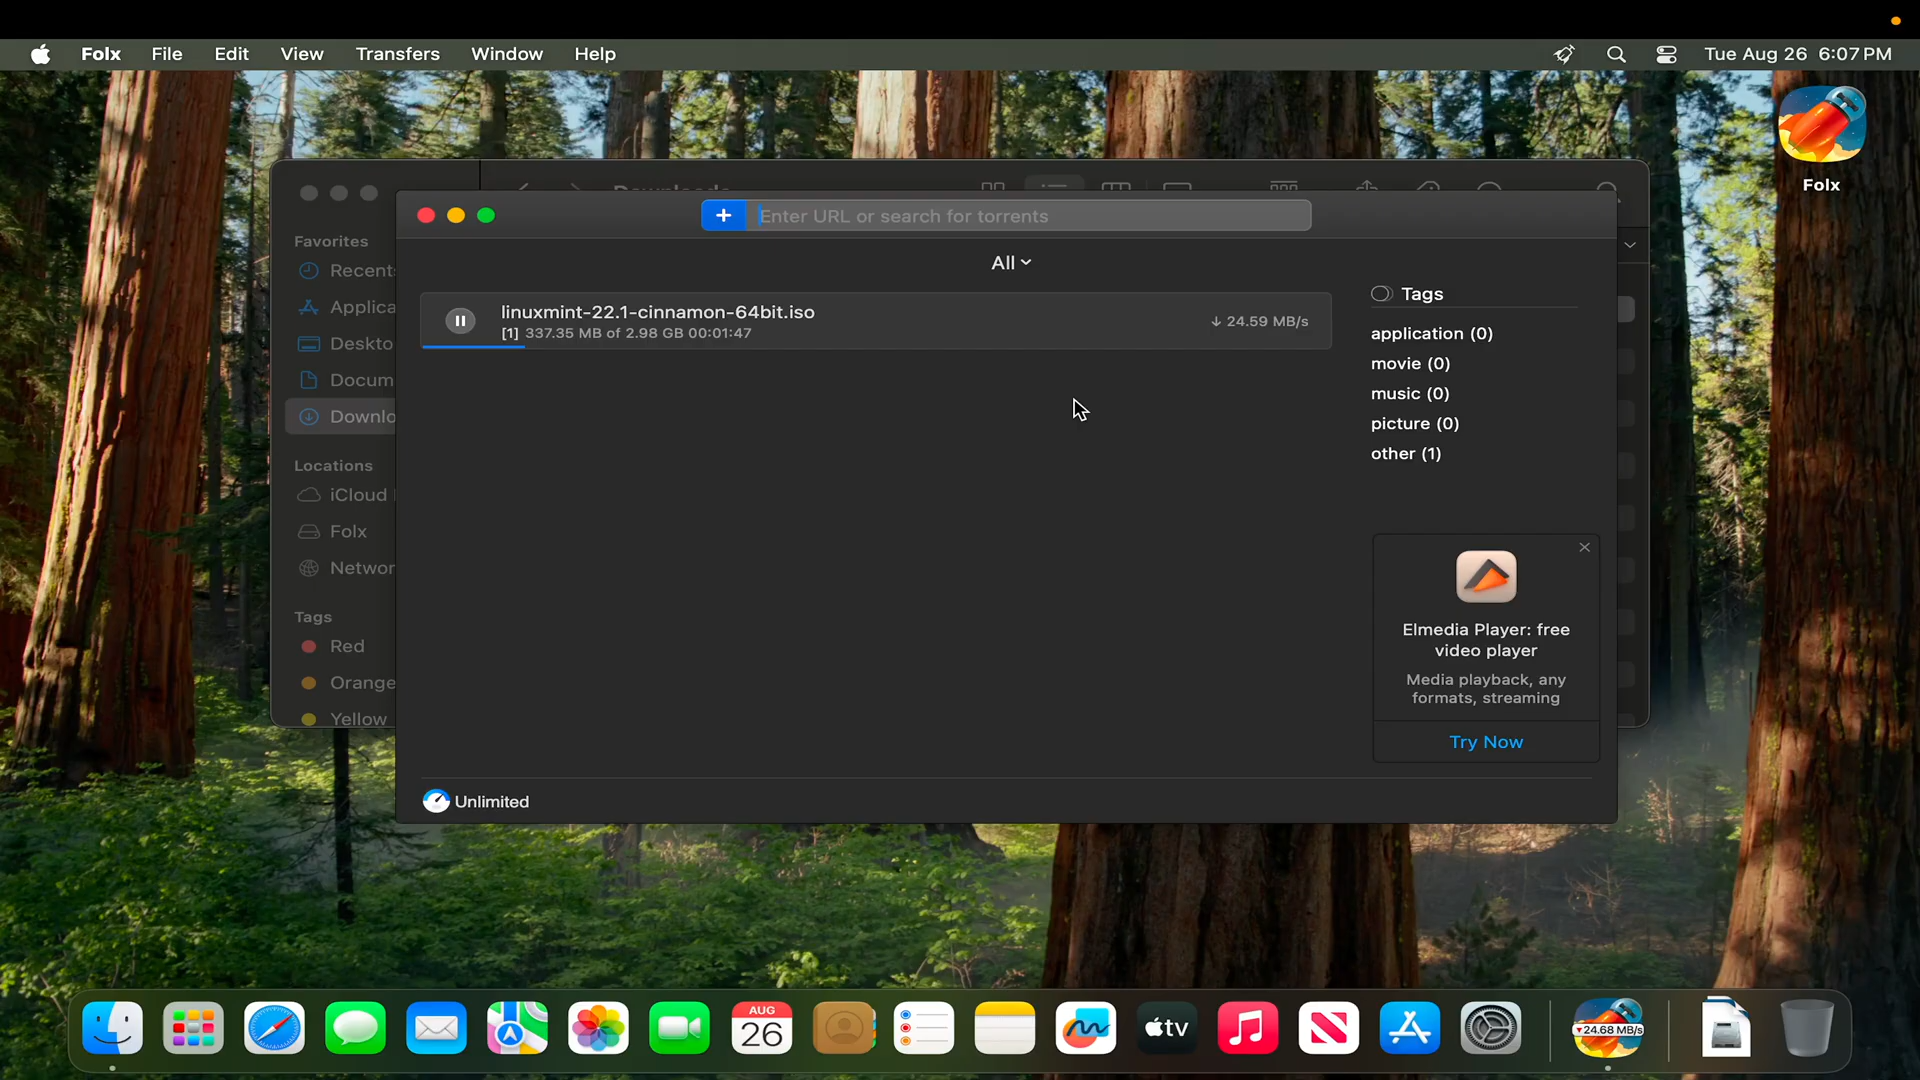 Folx File Edit View Transfers Window Help Tue Aug 26 6:07 PM
Folx
Downloads
+ Enter URL or search for torrents
All
Favorites
Recents
Applica
Deskto
Docum
Downlo
Locations
iCloud
Folx
Networ
Tags
Red
Orange
Yellow
linuxmint-22.1-cinnamon-64bit.iso
[1] 337.35 MB of 2.98 GB 00:01:47
↓ 24.59 MB/s
Tags
application (0)
movie (0)
music (0)
picture (0)
other (1)
Elmedia Player: free
video player
Media playback, any
formats, streaming
Try Now
Unlimited
AUG
26
tv
▼24.68 MB/s